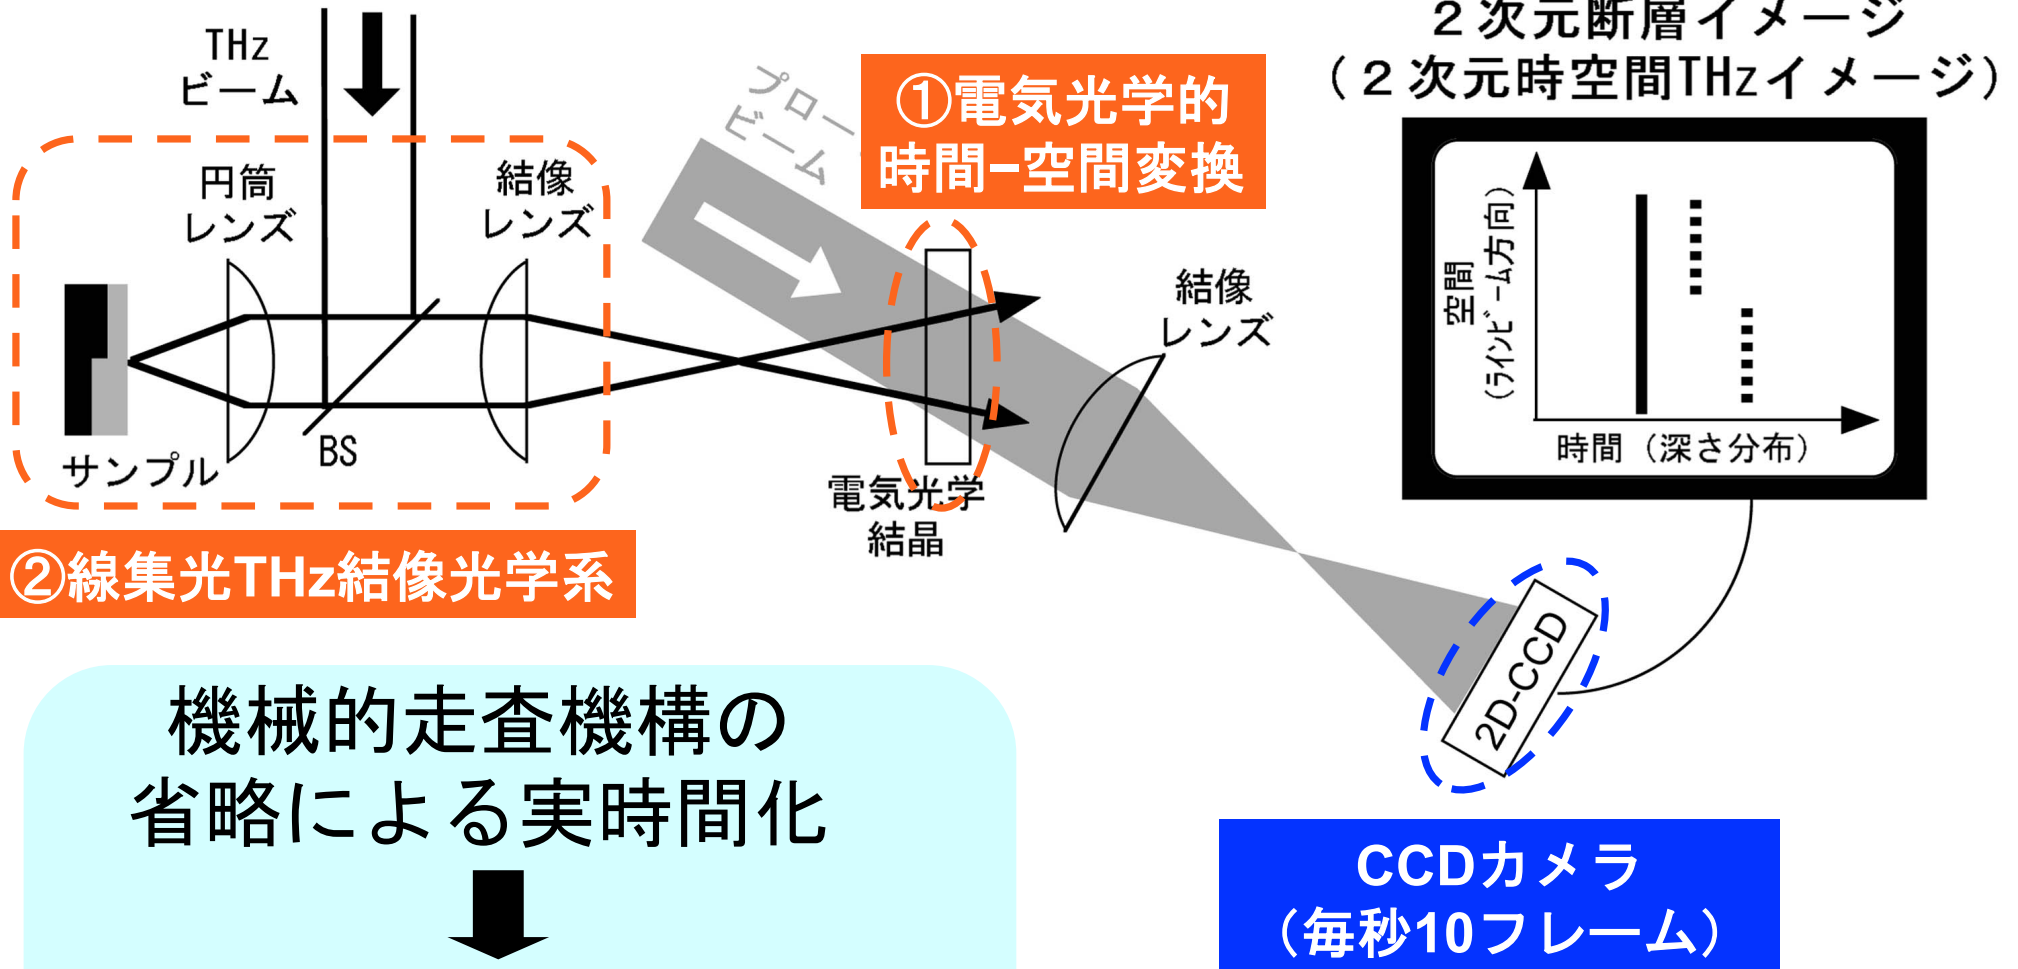 THz
ビーム
円筒
レンズ
結像
レンズ
サンプル
BS
②線集光THz結像光学系
プロー
ビーム
①電気光学的
時間−空間変換
電気光学
結晶
結像
レンズ
2次元断層イメージ
(2次元時空間THzイメージ)
空間
(ラインビーム方向)
時間(深さ分布)
2D-CCD
CCDカメラ
(毎秒10フレーム)
機械的走査機構の
省略による実時間化